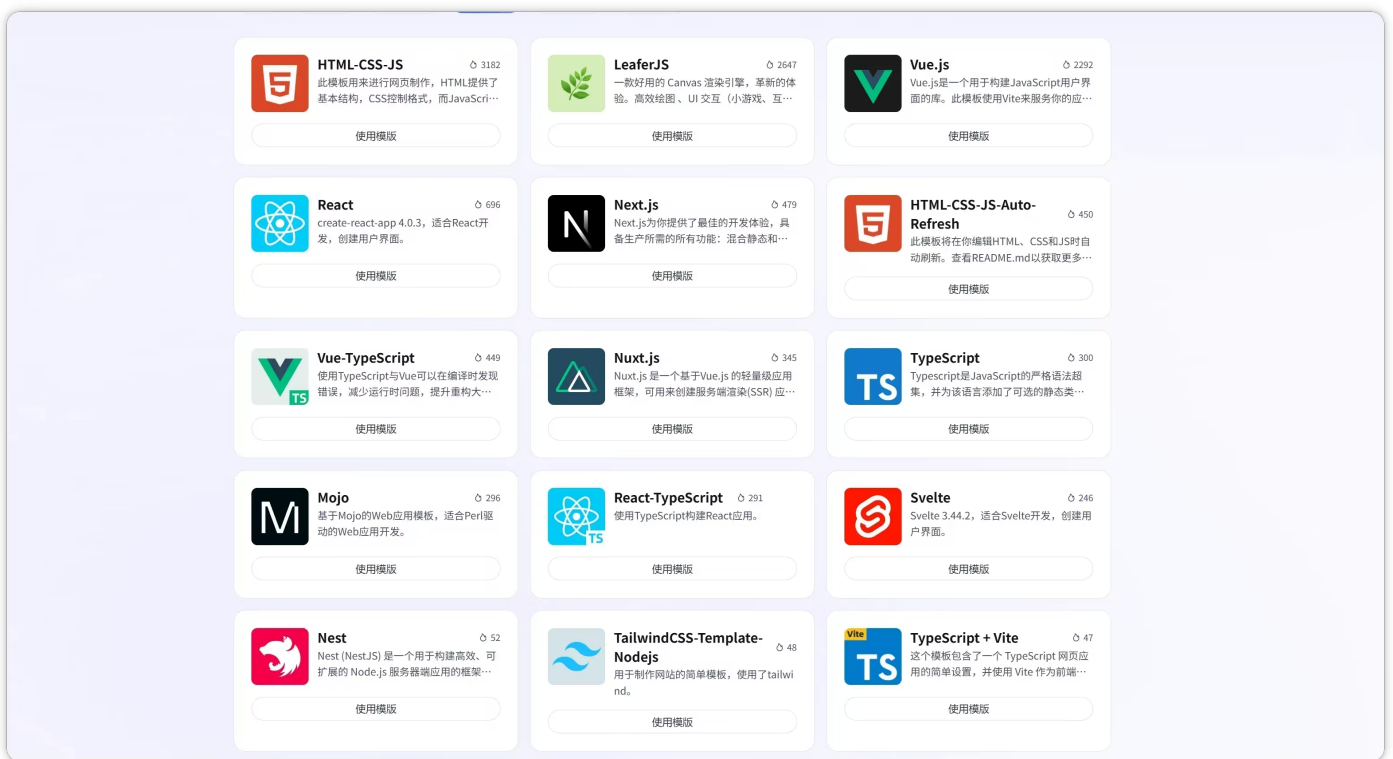 HTML-CSS-JS
3182
此模板用来进行网页制作，HTML提供了
基本结构，CSS控制格式，而JavaScri···
使用模版
LeaferJS
2647
一款好用的 Canvas 渲染引擎，革新的体
验。高效绘图 、UI 交互（小游戏、互···
使用模版
Vue.js
2292
Vue.js是一个用于构建JavaScript用户界
面的库。此模板使用Vite来服务你的应···
使用模版
React
696
create-react-app 4.0.3，适合React开
发，创建用户界面。
使用模版
Next.js
479
Next.js为你提供了最佳的开发体验，具
备生产所需的所有功能：混合静态和···
使用模版
HTML-CSS-JS-Auto-
Refresh
450
此模板将在你编辑HTML、CSS和JS时自
动刷新。查看README.md以获取更多···
使用模版
Vue-TypeScript
449
使用TypeScript与Vue可以在编译时发现
错误，减少运行时问题，提升重构大···
TS
使用模版
Nuxt.js
345
Nuxt.js 是一个基于Vue.js 的轻量级应用
框架，可用来创建服务端渲染(SSR) 应···
使用模版
TypeScript
300
Typescript是JavaScript的严格语法超
集，并为该语言添加了可选的静态类···
TS
使用模版
M
Mojo
296
基于Mojo的Web应用模板，适合Perl驱
动的Web应用开发。
使用模版
React-TypeScript
291
使用TypeScript构建React应用。
TS
使用模版
Svelte
246
Svelte 3.44.2，适合Svelte开发，创建用
户界面。
使用模版
Nest
52
Nest (NestJS) 是一个用于构建高效、可
扩展的 Node.js 服务器端应用的框架···
使用模版
TailwindCSS-Template-
Nodejs
48
用于制作网站的简单模板，使用了tailwi
nd。
使用模版
Vite
TypeScript + Vite
47
这个模板包含了一个 TypeScript 网页应
用的简单设置，并使用 Vite 作为前端···
TS
使用模版